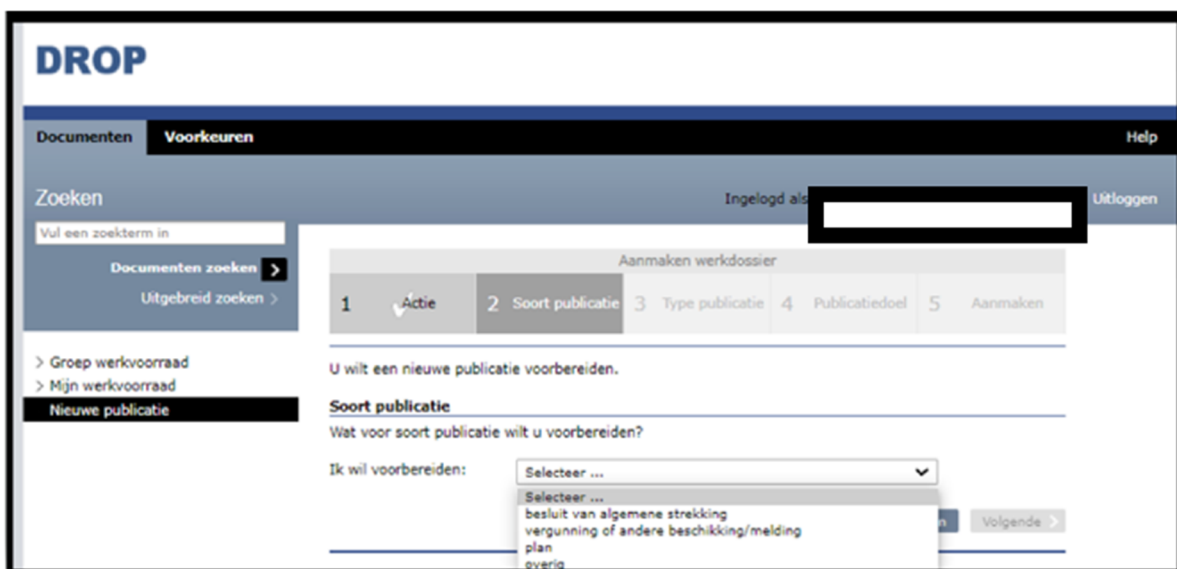 DROP
Documenten Voorkeuren Help
Zoeken
Ingelogd als Uitloggen
Vul een zoekterm in
Documenten zoeken >
Uitgebreid zoeken >
Aanmaken werkdossier
1 Actie 2 Soort publicatie 3 Type publicatie 4 Publicatiedoel 5 Aanmaken
> Groep werkvoorraad
> Mijn werkvoorraad
Nieuwe publicatie
U wilt een nieuwe publicatie voorbereiden.
Soort publicatie
Wat voor soort publicatie wilt u voorbereiden?
Ik wil voorbereiden: Selecteer ...
Selecteer ...
besluit van algemene strekking
vergunning of andere beschikking/melding
plan
overig
Volgende >